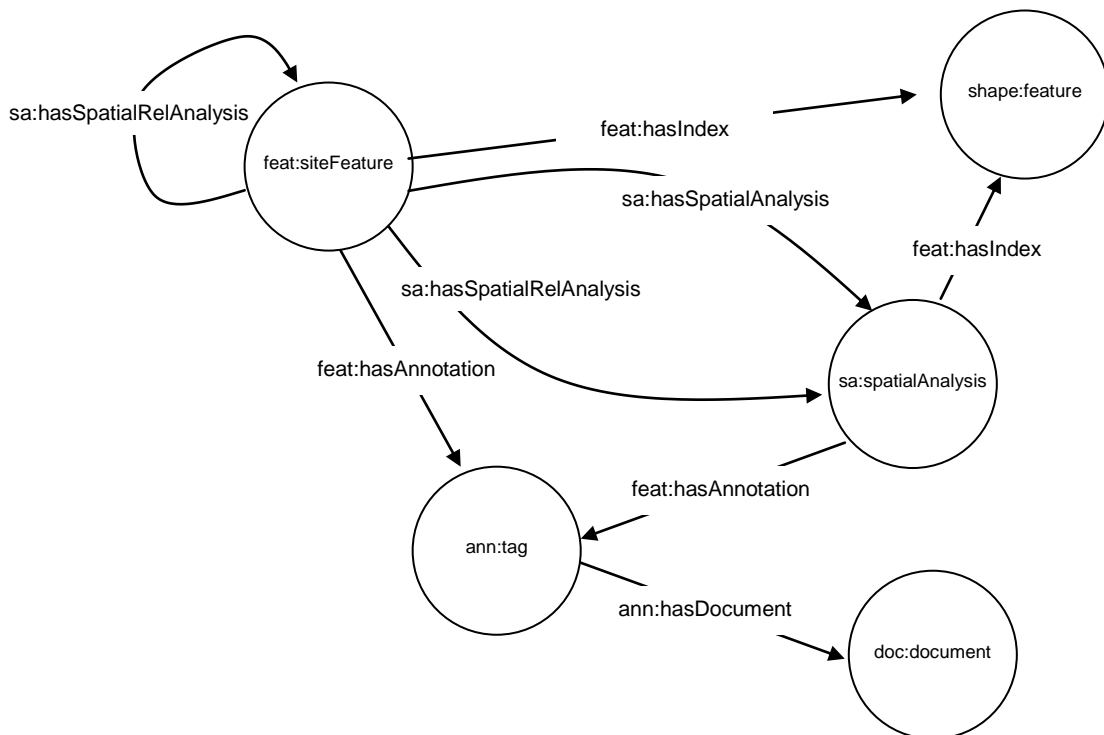 shape:feature
sa:hasSpatialRelAnalysis
feat:hasIndex
feat:siteFeature
sa:hasSpatialAnalysis
feat:hasIndex
sa:hasSpatialRelAnalysis
feat:hasAnnotation
sa:spatialAnalysis
feat:hasAnnotation
ann:tag
ann:hasDocument
doc:document